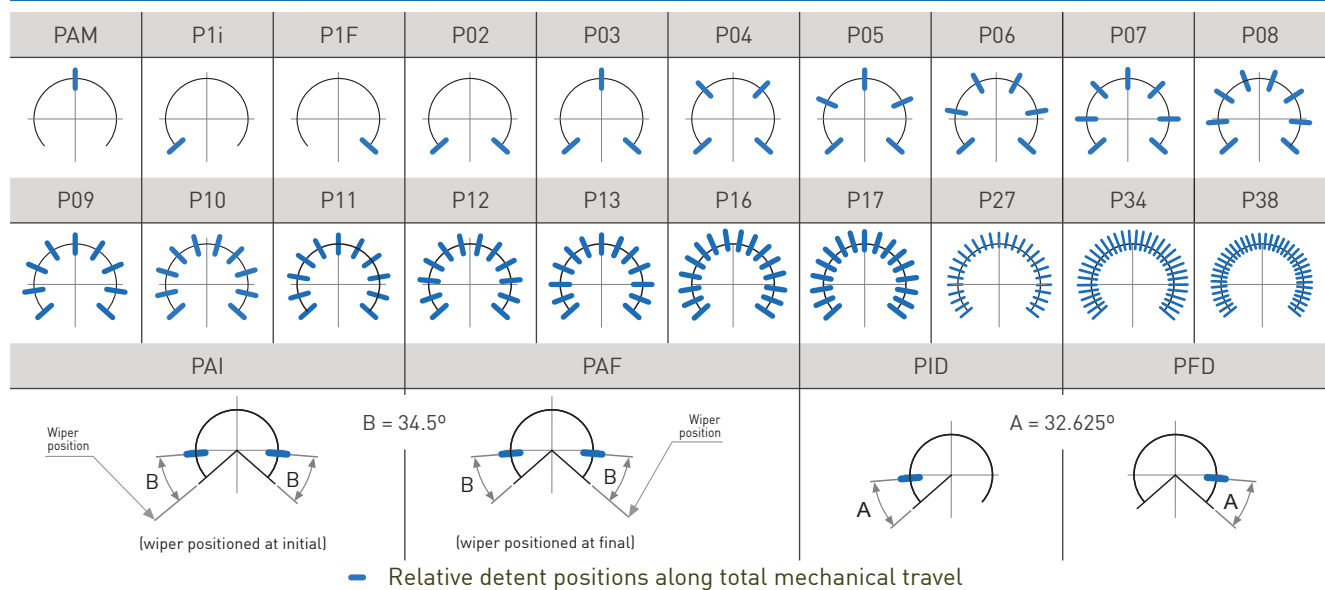 PAM P1i P1F P02 P03 P04 P05 P06 P07 P08
P09 P10 P11 P12 P13 P16 P17 P27 P34 P38
PAI PAF PID PFD
Wiper
position
B
B
(wiper positioned at initial)
B = 34.5º
B
B
Wiper
position
(wiper positioned at final)
A
A = 32.625º
A
Relative detent positions along total mechanical travel